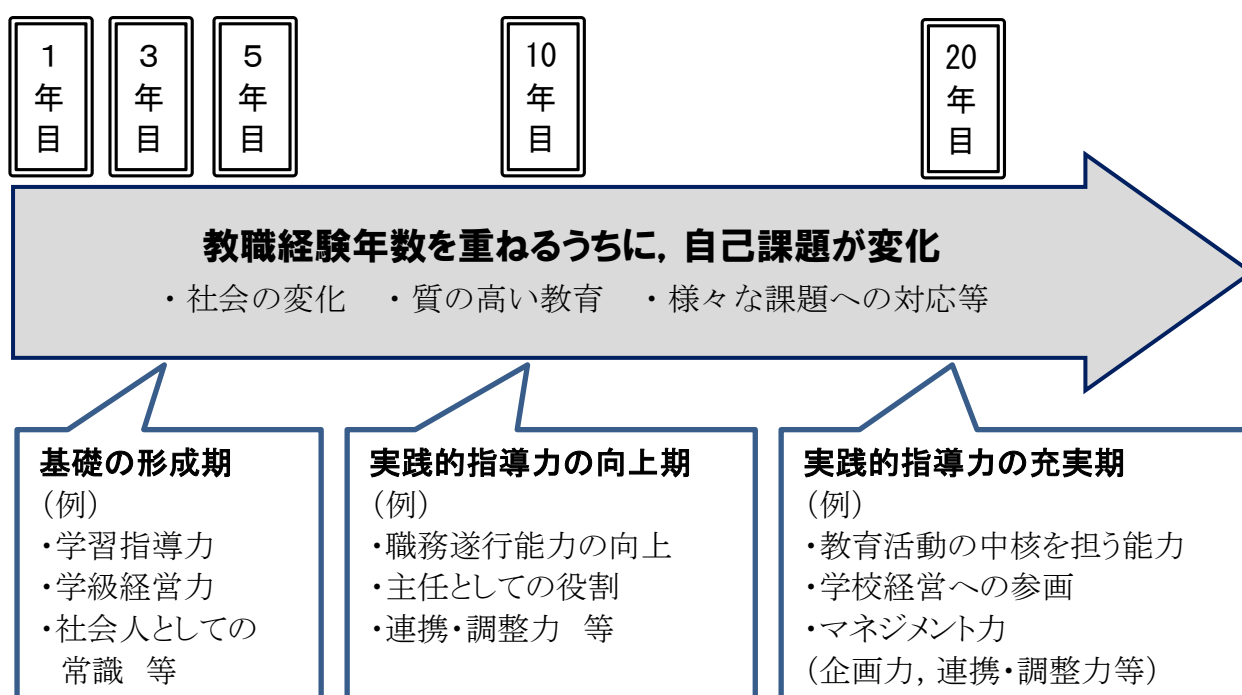 1年目
3年目
5年目
10年目
20年目
教職経験年数を重ねるうちに，自己課題が変化
・社会の変化　・質の高い教育　・様々な課題への対応等
基礎の形成期
（例）
・学習指導力
・学級経営力
・社会人としての
常識　等
実践的指導力の向上期
（例）
・職務遂行能力の向上
・主任としての役割
・連携・調整力　等
実践的指導力の充実期
（例）
・教育活動の中核を担う能力
・学校経営への参画
・マネジメント力
（企画力，連携・調整力等）